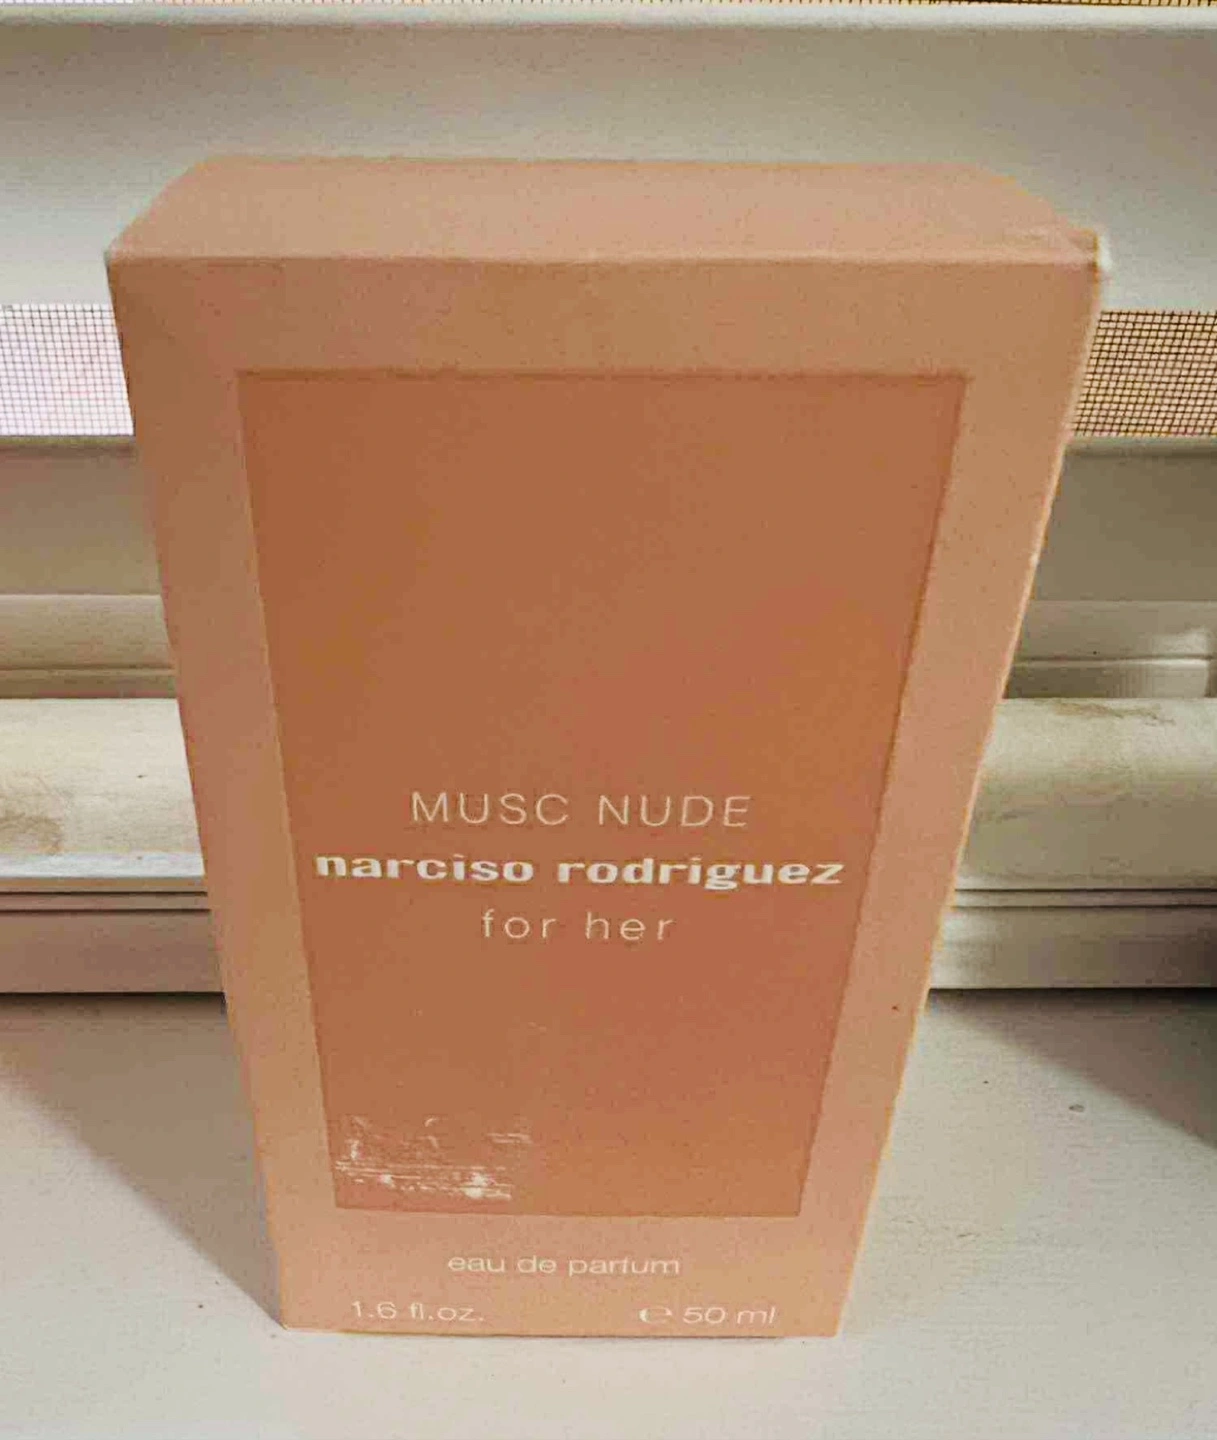 MUSC NUDE
narciso rodriguez
for her
eau de parfum
1.6 fl.oz. e 50 ml